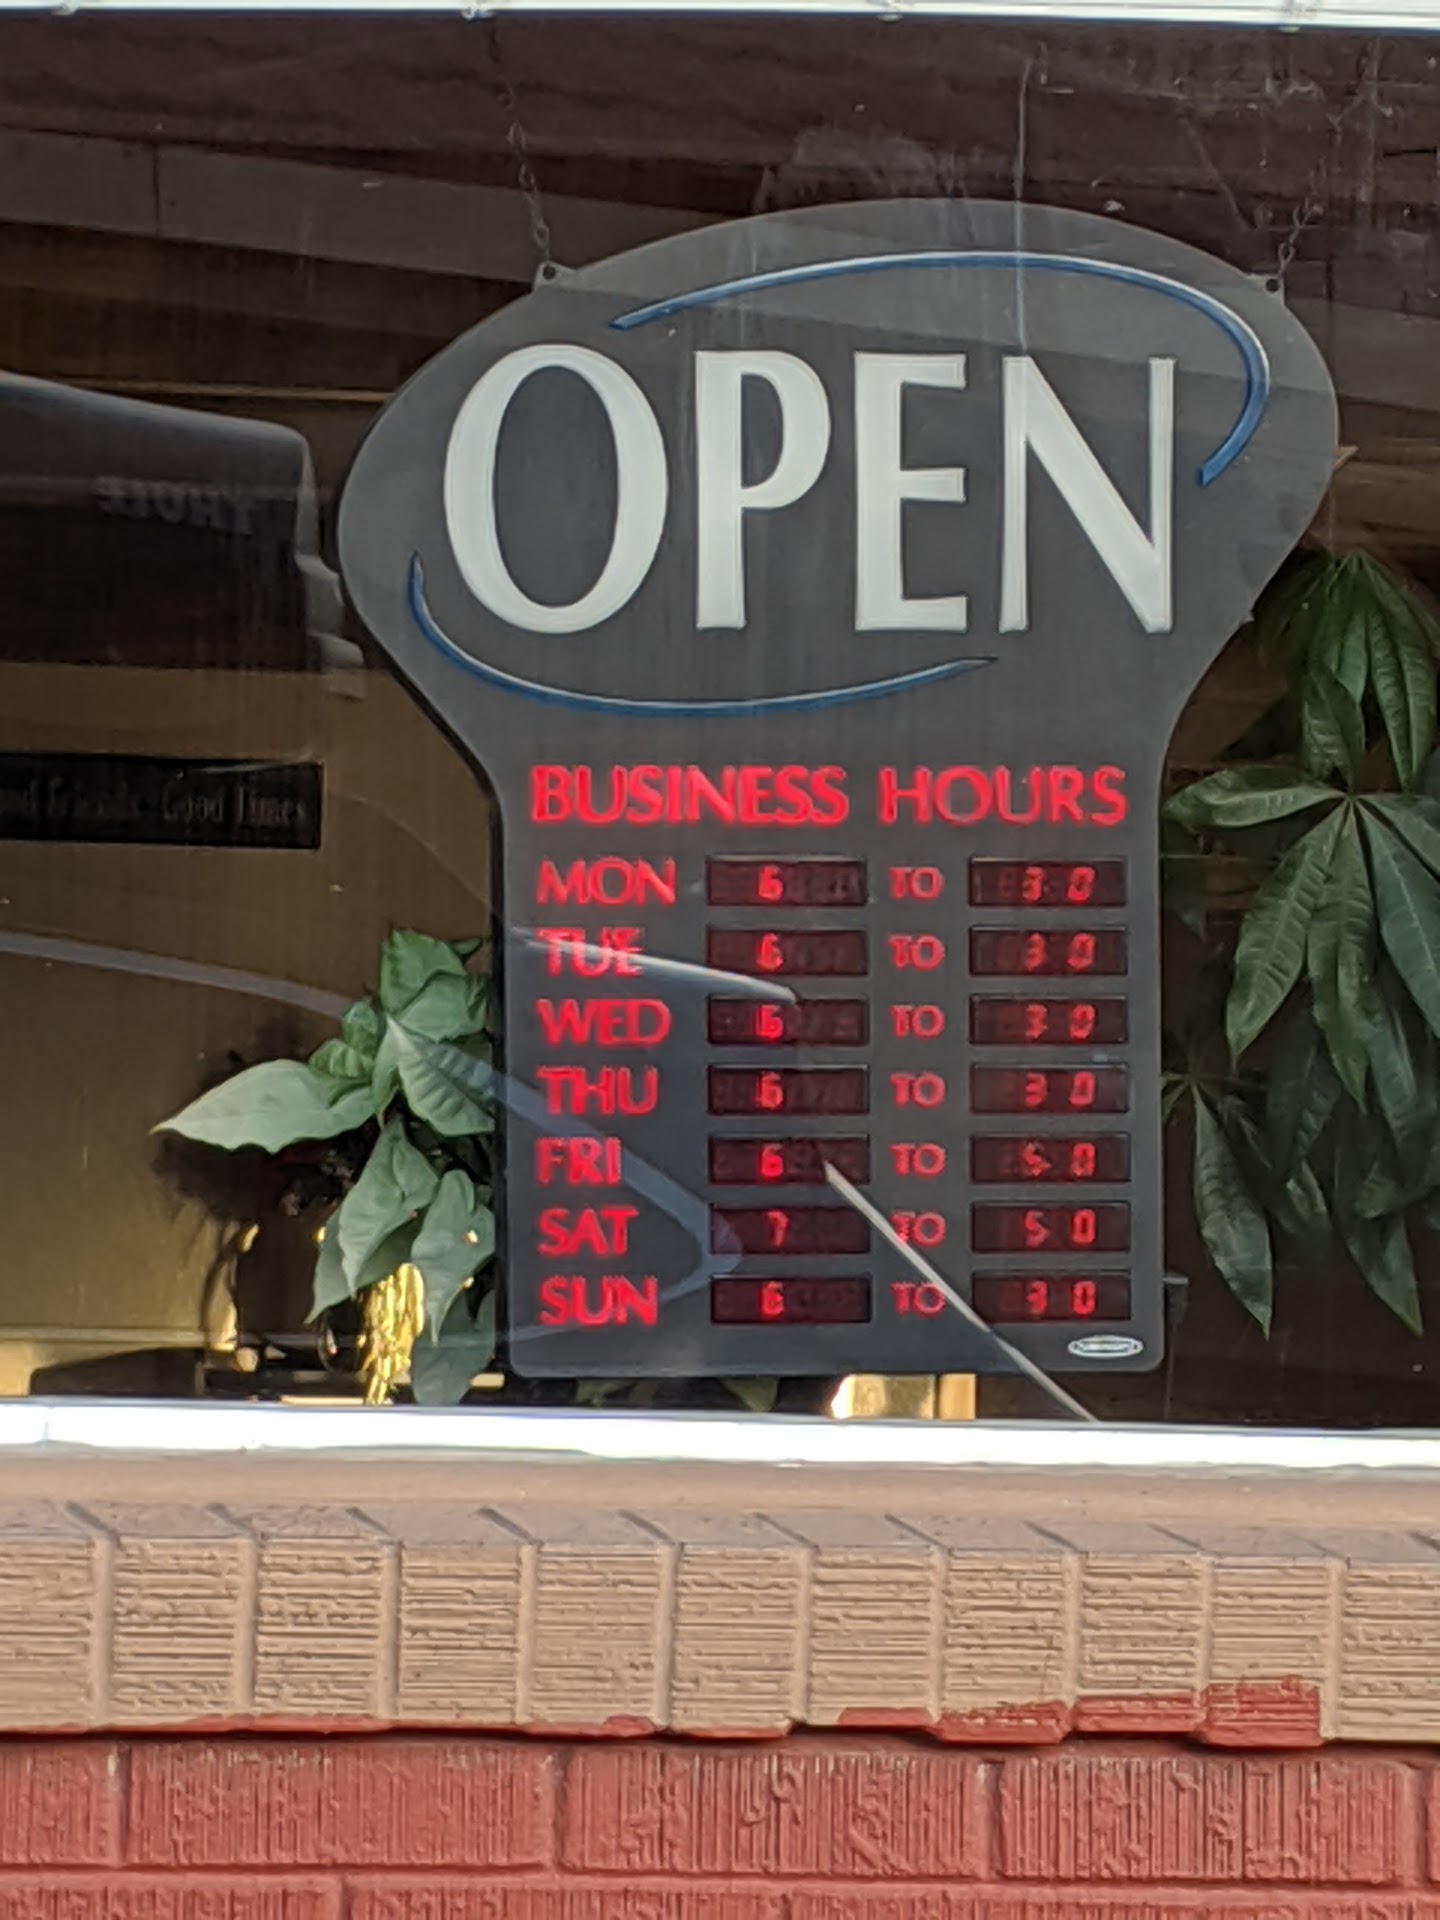 OPEN
BUSINESS HOURS
MON 6 TO 3 0
TUE 6 TO 3 0
WED 6 TO 3 0
THU 6 TO 3 0
FRI 6 TO 5 0
SAT 7 TO 5 0
SUN 6 TO 3 0
Good Times